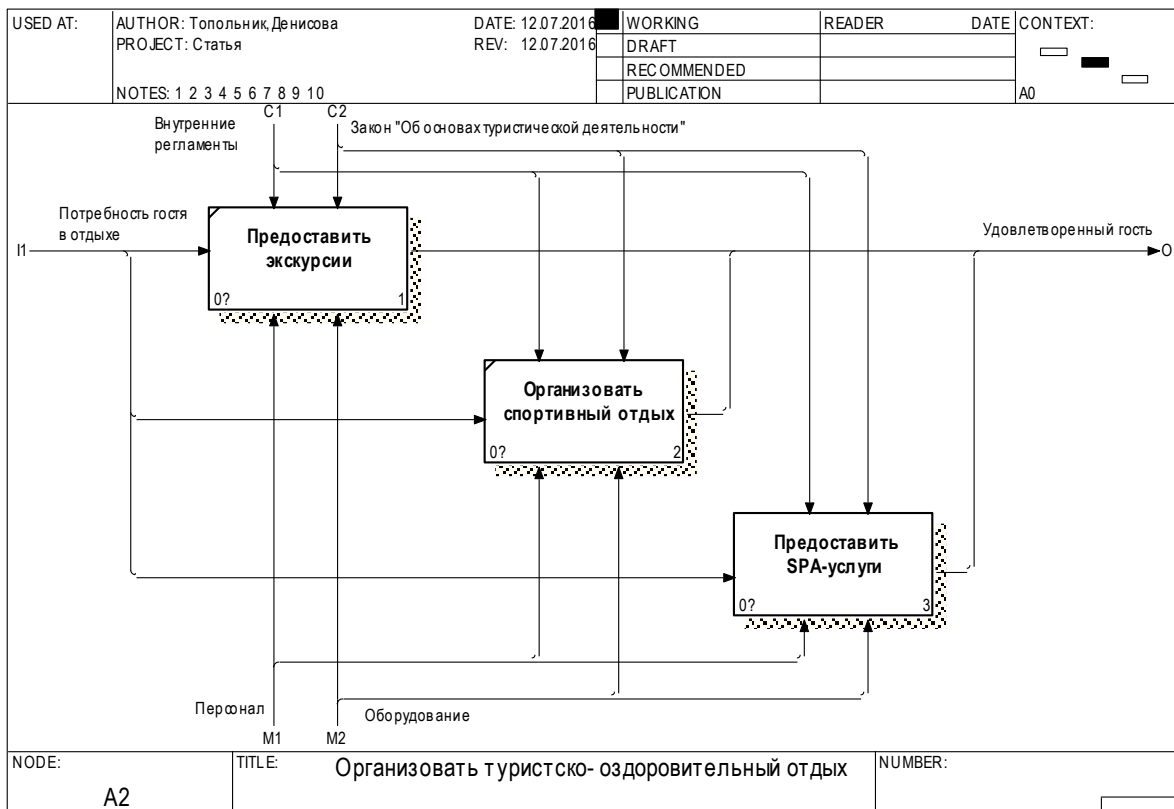 USED AT:
AUTHOR: Топольник,Денисова
DATE: 12.07.2016
WORKING
READER
DATE
CONTEXT:
PROJECT: Статья
REV: 12.07.2016
DRAFT
RECOMMENDED
NOTES: 1 2 3 4 5 6 7 8 9 10
PUBLICATION
A0
C1
C2
Внутренние
регламенты
Закон "Об основах туристической деятельности"
Потребность гостя
в отдыхе
I1
Предоставить
экскурсии
0?
1
Удовлетворенный гость
O
Организовать
спортивный отдых
0?
2
Предоставить
SPA-услуги
0?
3
Персонал
Оборудование
M1
M2
NODE:
TITLE:
Организовать туристско- оздоровительный отдых
NUMBER:
A2